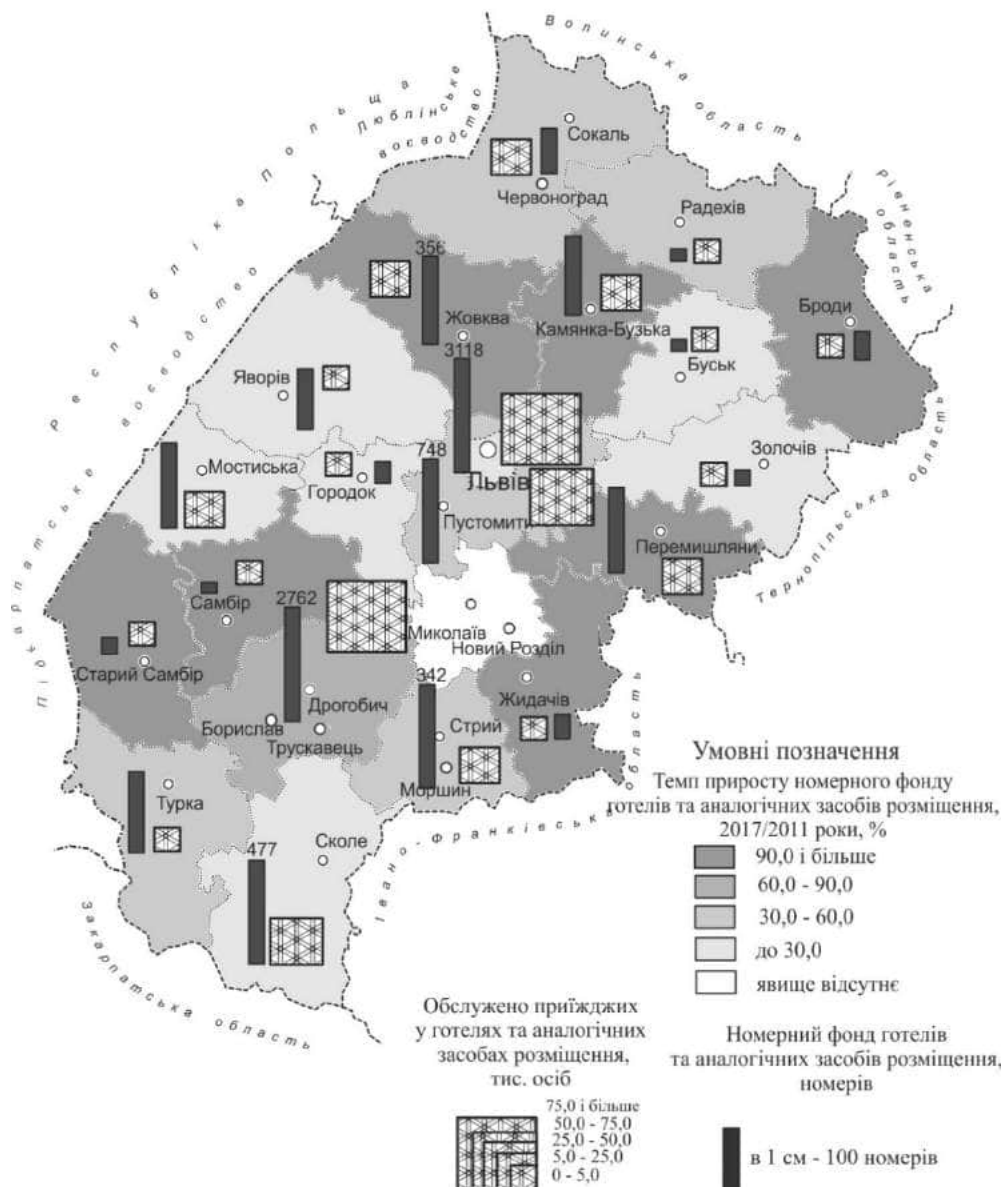 Волинська область
Республіка Польща
Люблінське
воєводство
Сокаль
Червоноград
Радехів
Рівненська
область
356
Жовква
Камянка-Бузька
Броди
3118
Буськ
Яворів
Підкарпатське воєводство
748
Львів
Золочів
Мостиська
Городок
Пустомити
Перемишляни
Тернопільська область
Самбір
2762
Миколаїв
Новий Розділ
Старий Самбір
Дрогобич
342
Жидачів
Борислав
Трускавець
Стрий
Моршин
Турка
Сколе
477
Івано-Франківська область
Закарпатська область
Умовні позначення
Темп приросту номерного фонду
готелів та аналогічних засобів розміщення,
2017/2011 роки, %
90,0 і більше
60,0 - 90,0
30,0 - 60,0
до 30,0
явище відсутнє
Обслужено приїжджих
у готелях та аналогічних
засобах розміщення,
тис. осіб
75,0 і більше
50,0 - 75,0
25,0 - 50,0
5,0 - 25,0
0 - 5,0
Номерний фонд готелів
та аналогічних засобів розміщення,
номерів
в 1 см - 100 номерів